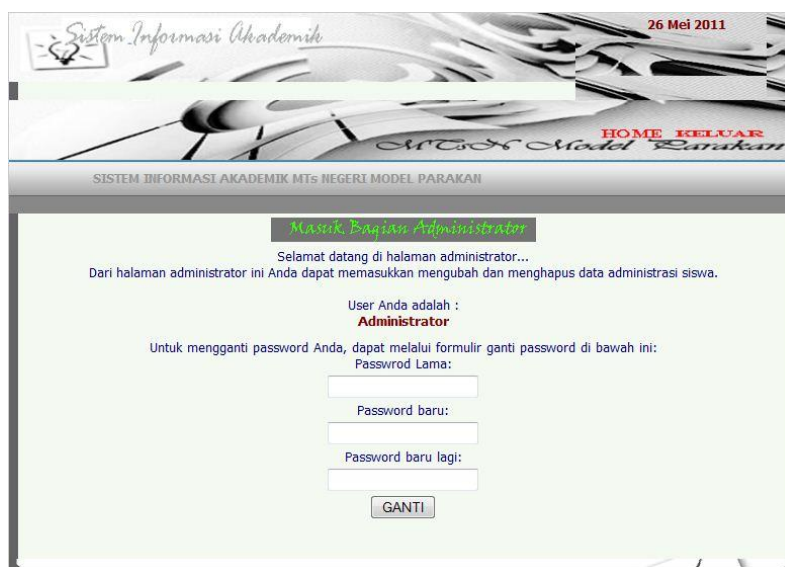 Sistem Informasi Akademik
26 Mei 2011
HOME KELUAR
MTsN Model Parakan
SISTEM INFORMASI AKADEMIK MTs NEGERI MODEL PARAKAN
Masuk Bagian Administrator
Selamat datang di halaman administrator...
Dari halaman administrator ini Anda dapat memasukkan mengubah dan menghapus data administrasi siswa.
User Anda adalah :
Administrator
Untuk mengganti password Anda, dapat melalui formulir ganti password di bawah ini:
Passwrod Lama:
Password baru:
Password baru lagi:
GANTI